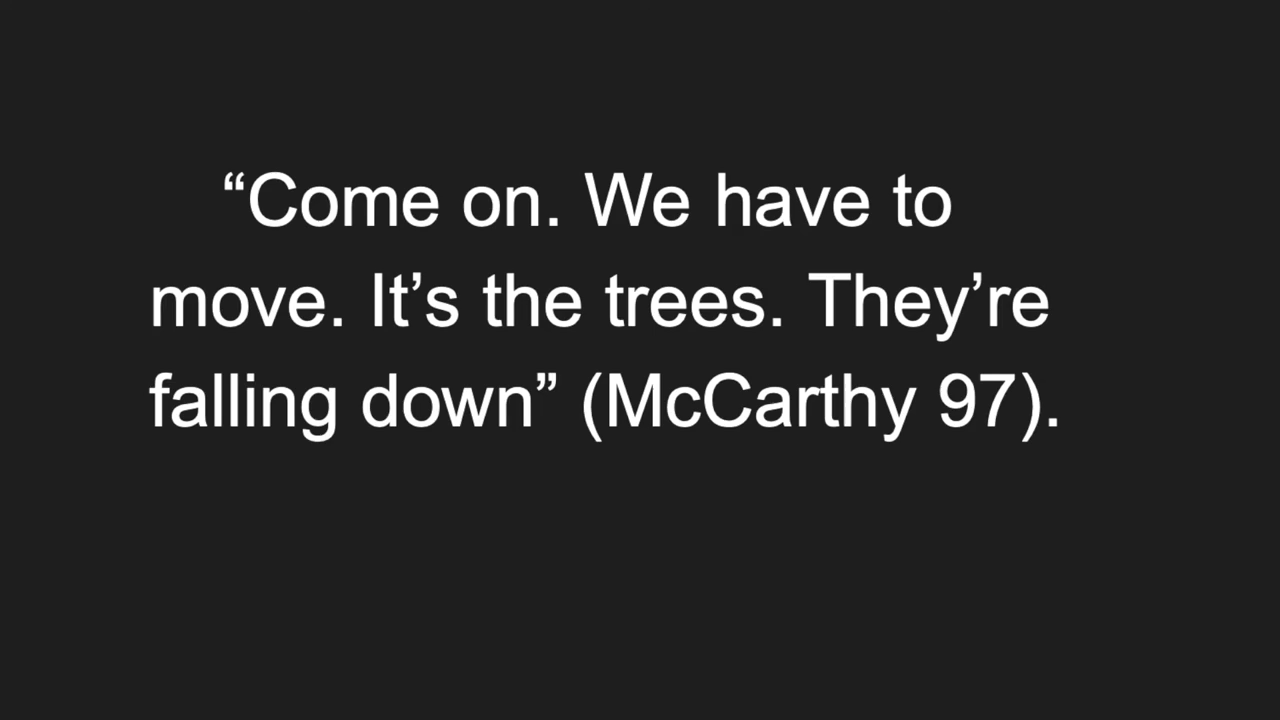 “Come on. We have to
move. It’s the trees. They’re
falling down” (McCarthy 97).